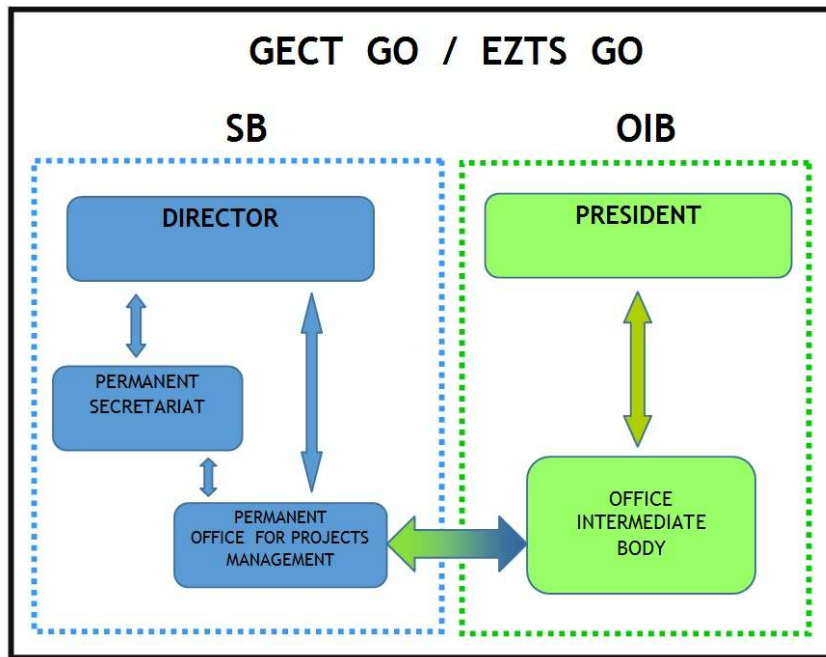 GECT GO / EZTS GO
SB
OIB
DIRECTOR
PRESIDENT
PERMANENT
SECRETARIAT
PERMANENT
OFFICE FOR PROJECTS
MANAGEMENT
OFFICE
INTERMEDIATE
BODY